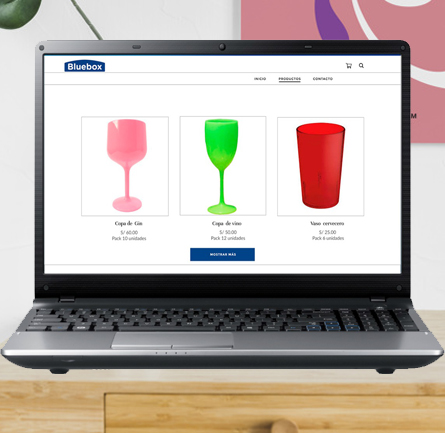 Bluebox
INICIO PRODUCTOS CONTACTO
Copa de Gin
S/ 60.00
Pack 10 unidades
Copa de vino
S/ 50.00
Pack 12 unidades
Vaso cervecero
S/ 25.00
Pack 6 unidades
MOSTRAR MÁS